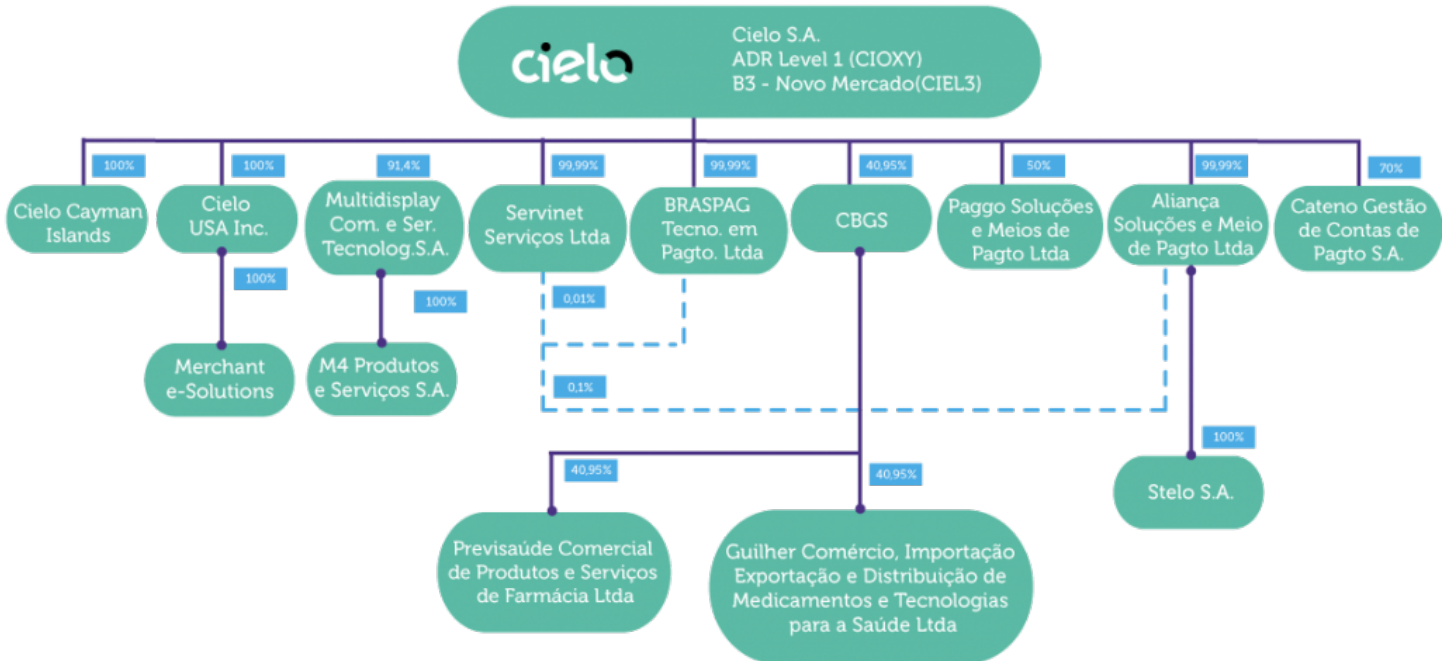 cielo
Cielo S.A.
ADR Level 1 (CIOXY)
B3 - Novo Mercado(CIEL3)
100%
100%
91,4%
99,99%
99,99%
40,95%
50%
99,99%
70%
Cielo Cayman
Islands
Cielo
USA Inc.
Multidisplay
Com. e Ser.
Tecnolog.S.A.
Servinet
Serviços Ltda
BRASPAG
Tecno. em
Pagto. Ltda
CBGS
Paggo Soluções
e Meios de
Pagto Ltda
Aliança
Soluções e Meio
de Pagto Ltda
Cateno Gestão
de Contas de
Pagto S.A.
100%
100%
0,01%
Merchant
e-Solutions
M4 Produtos
e Serviços S.A.
0,1%
40,95%
40,95%
100%
Stelo S.A.
Previsaúde Comercial
de Produtos e Serviços
de Farmácia Ltda
Guilher Comércio, Importação
Exportação e Distribuição de
Medicamentos e Tecnologias
para a Saúde Ltda